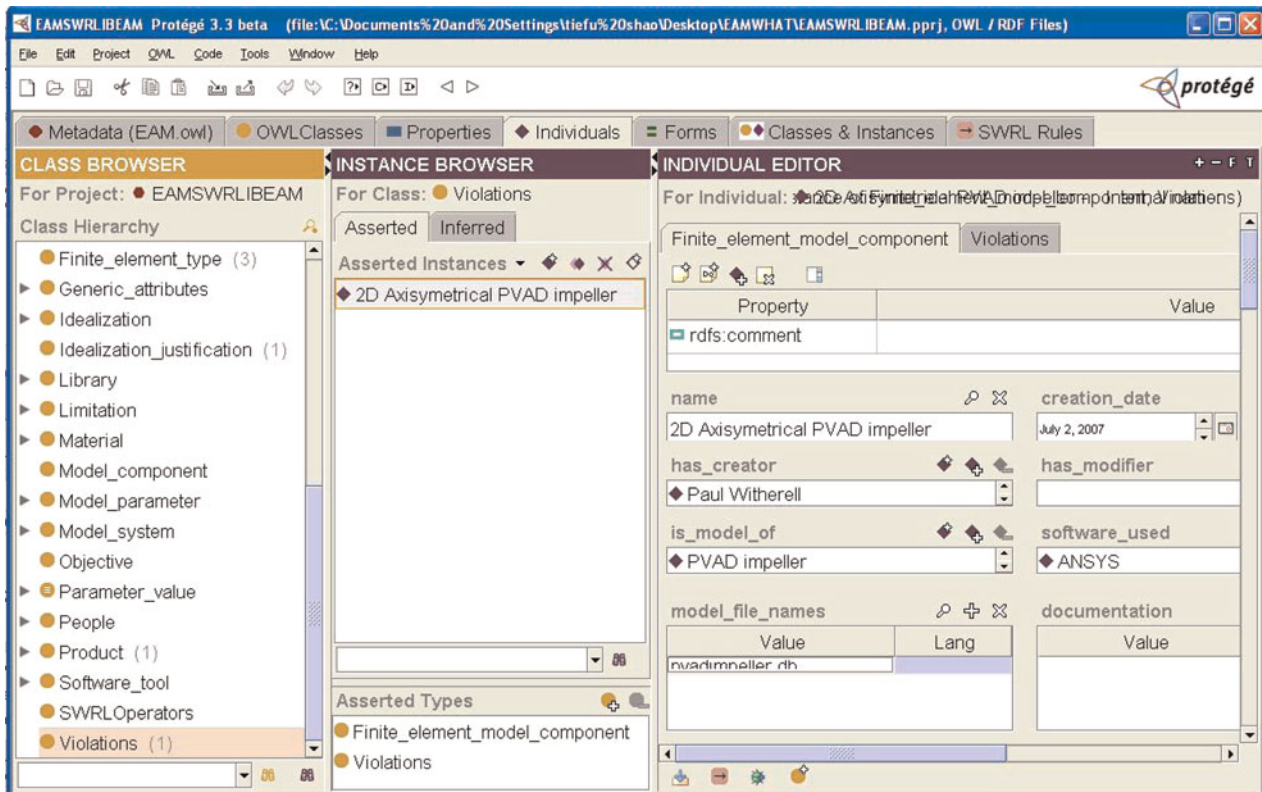 EAMSWRLIBEAM Protégé 3.3 beta (file:\C:\Documents%20and%20Settings\tiefu%20shao\Desktop\EAMWHAT\EAMSWRLIBEAM.pprj, OWL / RDF Files)
File Edit Project OWL Code Tools Window Help
protégé
Metadata (EAM.owl) OWLClasses Properties Individuals Forms Classes & Instances SWRL Rules
CLASS BROWSER
For Project: EAMSWRLIBEAM
Class Hierarchy
Finite_element_type (3)
Generic_attributes
Idealization
Idealization_justification (1)
Library
Limitation
Material
Model_component
Model_parameter
Model_system
Objective
Parameter_value
People
Product (1)
Software_tool
SWRLOperators
Violations (1)
INSTANCE BROWSER
For Class: Violations
Asserted Inferred
Asserted Instances
2D Axisymetrical PVAD impeller
Asserted Types
Finite_element_model_component
Violations
INDIVIDUAL EDITOR
+ − F T
For Individual:
Finite_element_model_component Violations
Property Value
rdfs:comment
name creation_date
2D Axisymetrical PVAD impeller July 2, 2007
has_creator has_modifier
Paul Witherell
is_model_of software_used
PVAD impeller ANSYS
model_file_names documentation
Value Lang Value
pvadimpeller.db